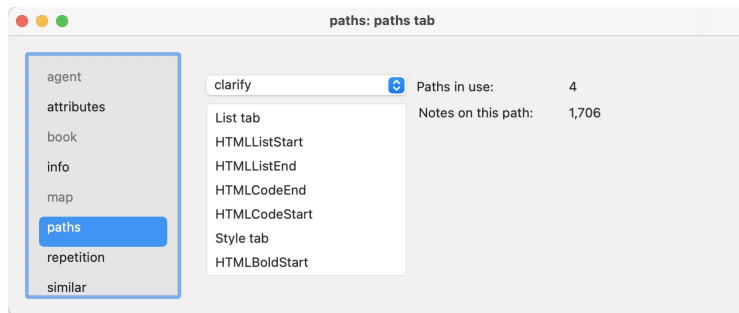 paths: paths tab
agent
attributes
book
info
map
paths
repetition
similar
clarify
List tab
HTMLListStart
HTMLListEnd
HTMLCodeEnd
HTMLCodeStart
Style tab
HTMLBoldStart
Paths in use: 4
Notes on this path: 1,706